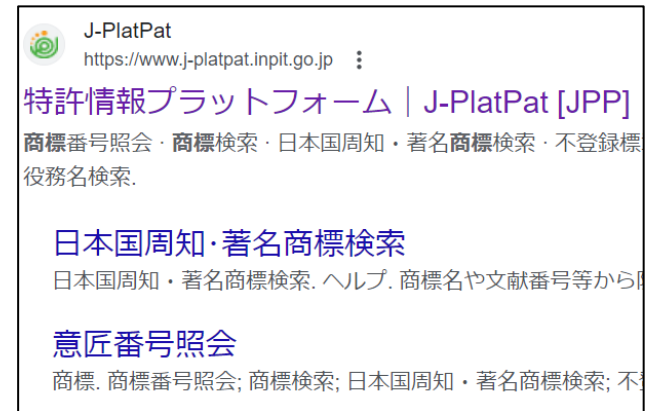 J-PlatPat
https://www.j-platpat.inpit.go.jp
特許情報プラットフォーム｜J-PlatPat [JPP]
商標番号照会 · 商標検索 · 日本国周知・著名商標検索 · 不登録標
役務名検索.
日本国周知·著名商標検索
日本国周知・著名商標検索. ヘルプ. 商標名や文献番号等から
意匠番号照会
商標. 商標番号照会; 商標検索; 日本国周知・著名商標検索; 不